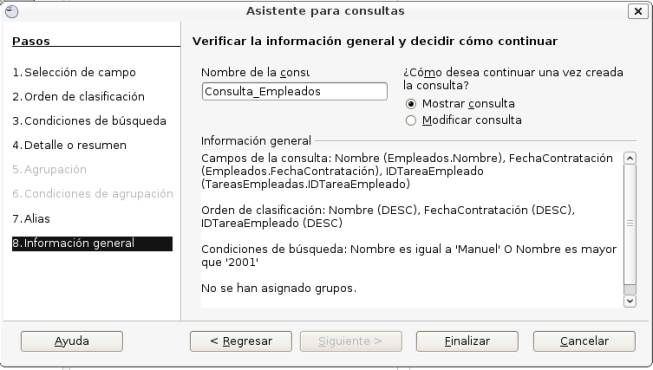 Asistente para consultas
Pasos
1.Selección de campo
2.Orden de clasificación
3.Condiciones de búsqueda
4.Detalle o resumen
5.Agrupación
6.Condiciones de agrupación
7.Alias
8.Información general
Verificar la información general y decidir cómo continuar
Nombre de la consu
Consulta_Empleados
¿Cómo desea continuar una vez creada
la consulta?
Mostrar consulta
Modificar consulta
Información general
Campos de la consulta: Nombre (Empleados.Nombre), FechaContratación
(Empleados.FechaContratación), IDTareaEmpleado
(TareasEmpleadas.IDTareaEmpleado)
Orden de clasificación: Nombre (DESC), FechaContratación (DESC),
IDTareaEmpleado (DESC)
Condiciones de búsqueda: Nombre es igual a 'Manuel' O Nombre es mayor
que '2001'
No se han asignado grupos.
Ayuda
< Regresar
Siguiente >
Finalizar
Cancelar